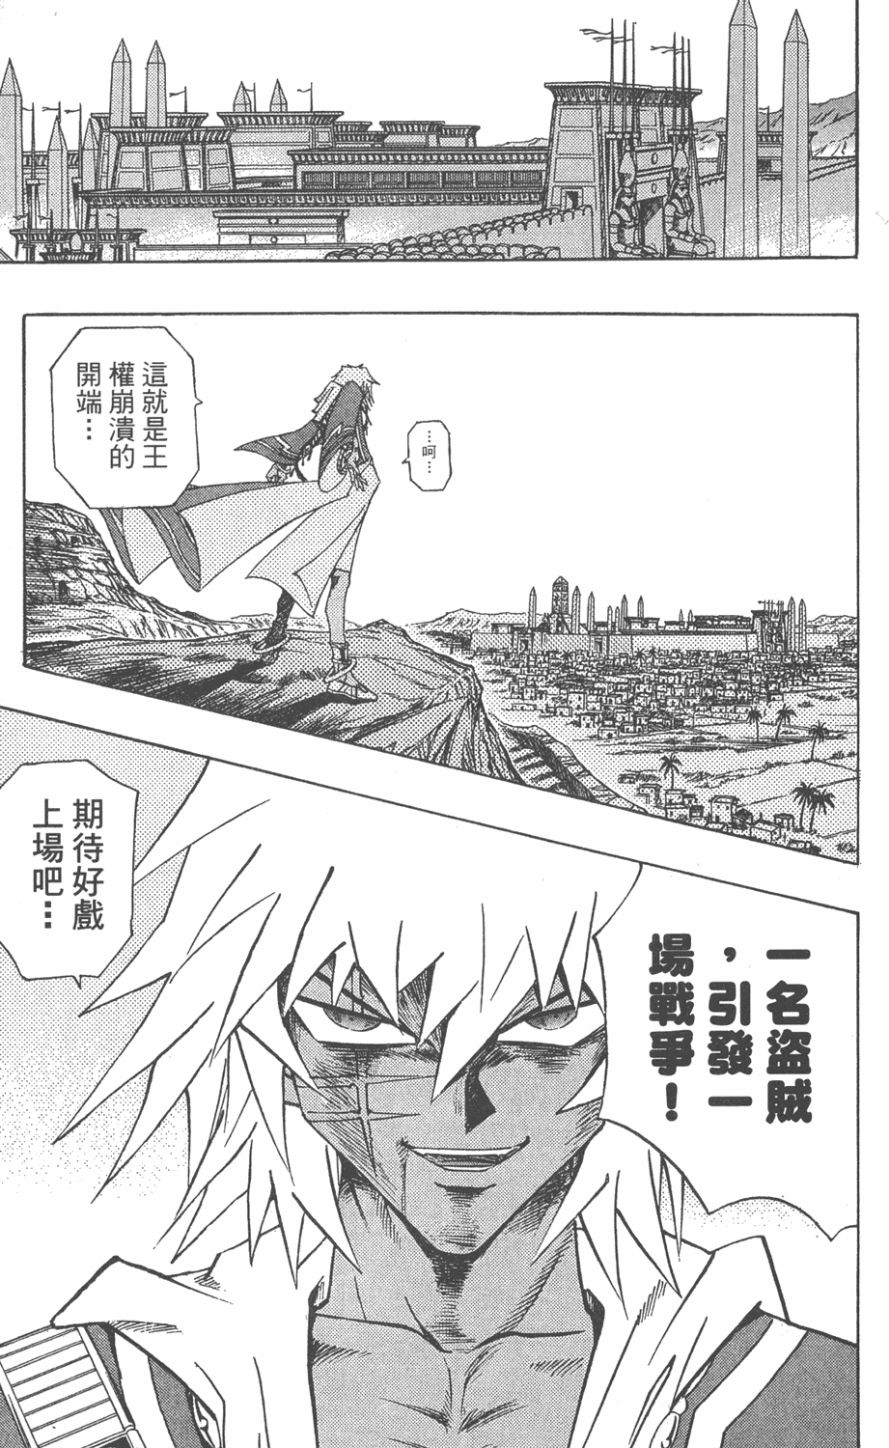 …呵…
這就是王
權崩潰的
開端…
一名盜賊
，引發一
場戰爭！
期待好戲
上場吧…